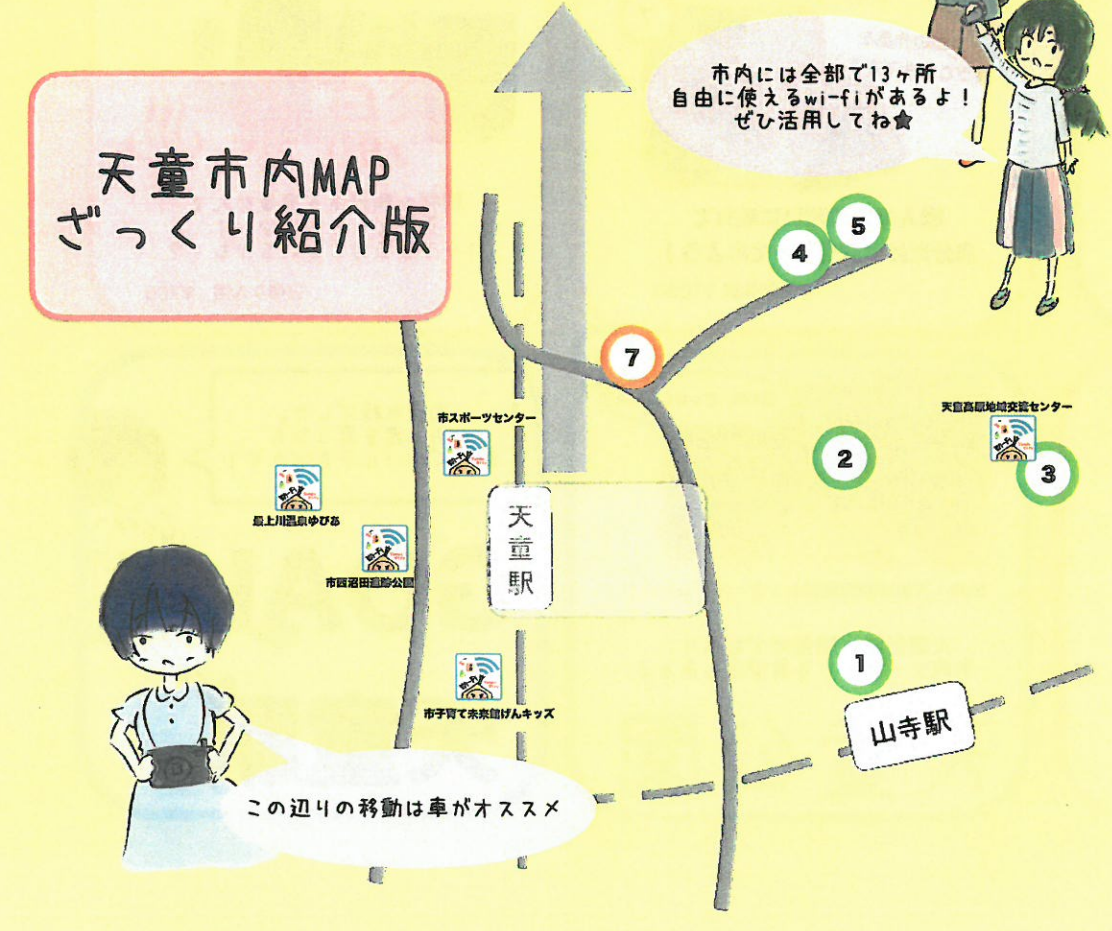 市内には全部で13ヶ所
自由に使えるwi-fiがあるよ!
ぜひ活用してね★
天童市内MAP
ざっくり紹介版
5
4
7
市スポーツセンター
天童高原地域交流センター
2
3
最上川温泉ゆぴあ
天童駅
市西沼田遺跡公園
1
市子育て未来館げんキッズ
山寺駅
この辺りの移動は車がオススメ